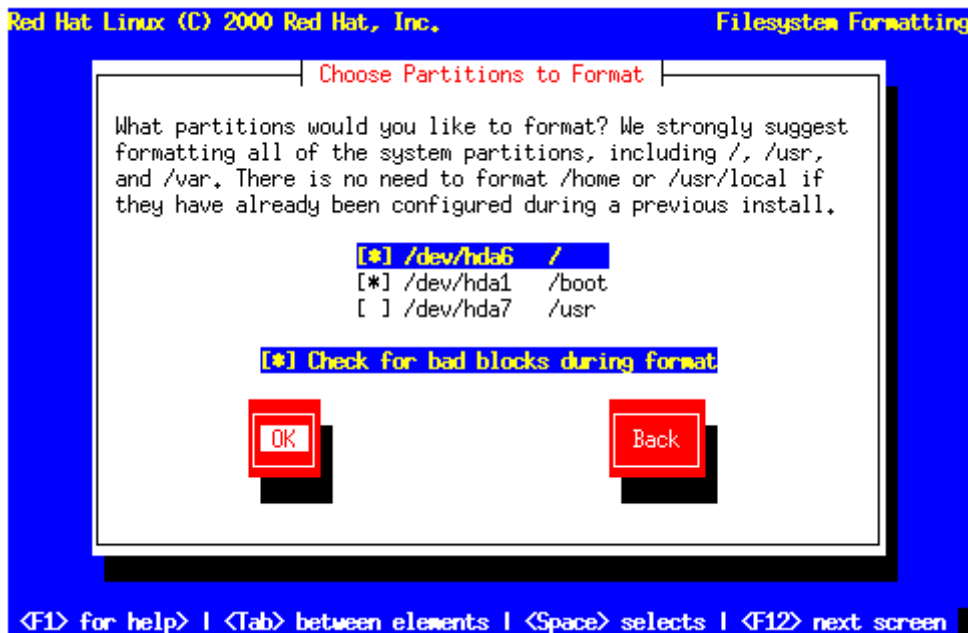 Red Hat Linux (C) 2000 Red Hat, Inc. Filesystem Formatting
Choose Partitions to Format
What partitions would you like to format? We strongly suggest
formatting all of the system partitions, including /, /usr,
and /var. There is no need to format /home or /usr/local if
they have already been configured during a previous install.
[*] /dev/hda6 /
[*] /dev/hda1 /boot
[ ] /dev/hda7 /usr
[*] Check for bad blocks during format
OK Back
<F1> for help> | <Tab> between elements | <Space> selects | <F12> next screen